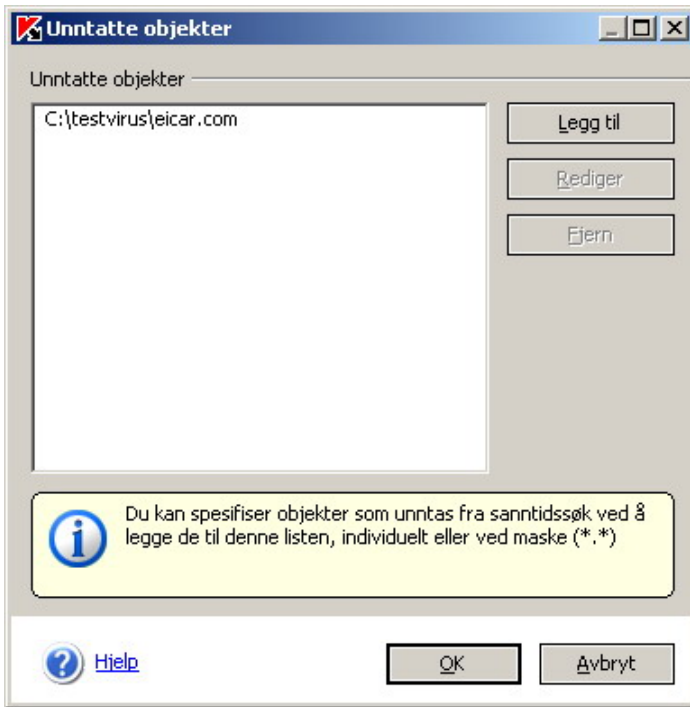 Unntatte objekter
Unntatte objekter
C:\testvirus\eicar.com
Legg til
Rediger
Fjern
Du kan spesifiser objekter som unntas fra sanntidssøk ved å
legge de til denne listen, individuelt eller ved maske (*.*)
Hjelp
OK
Avbryt